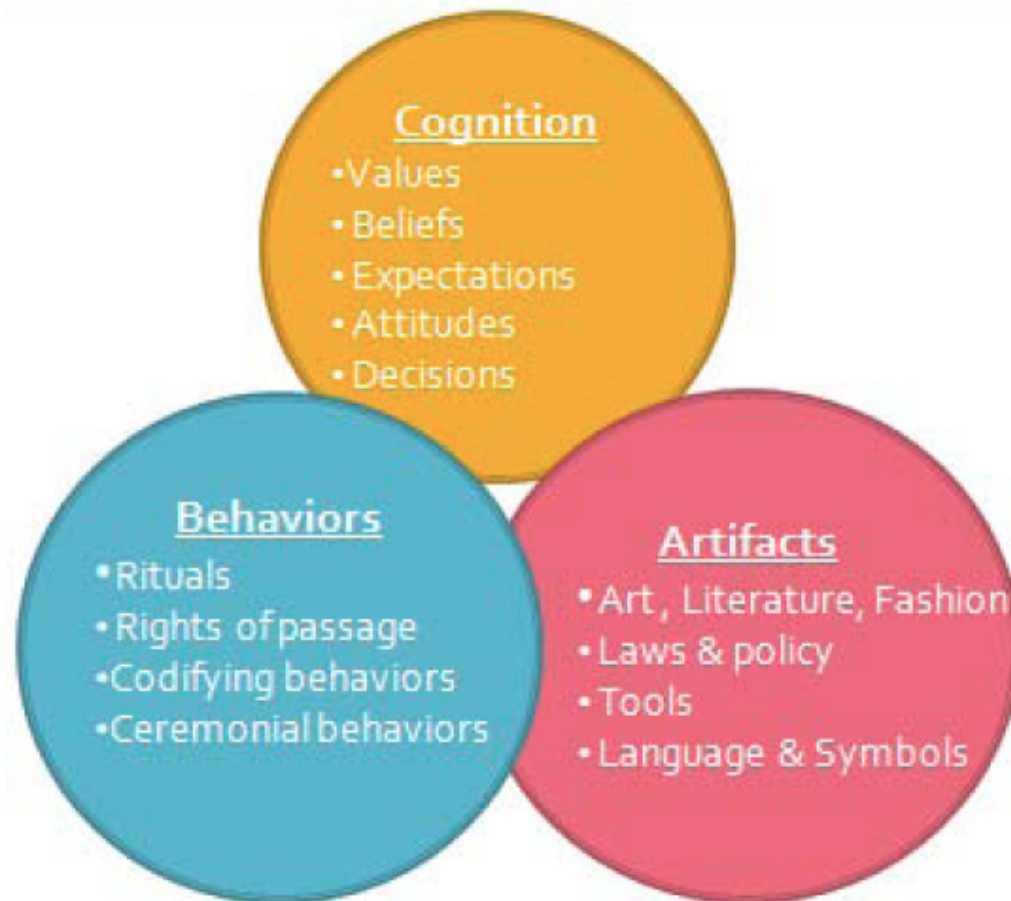 Cognition
•Values
• Beliefs
• Expectations
• Attitudes
• Decisions
Behaviors
• Rituals
• Rights of passage
•Codifying behaviors
•Ceremonial behaviors
Artifacts
• Art , Literature, Fashion
• Laws & policy
• Tools
• Language & Symbols